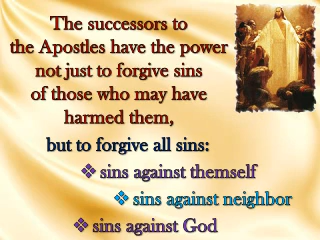 The successors to
the Apostles have the power
not just to forgive sins
of those who may have
harmed them,
but to forgive all sins:
❖ sins against themself
❖ sins against neighbor
❖ sins against God